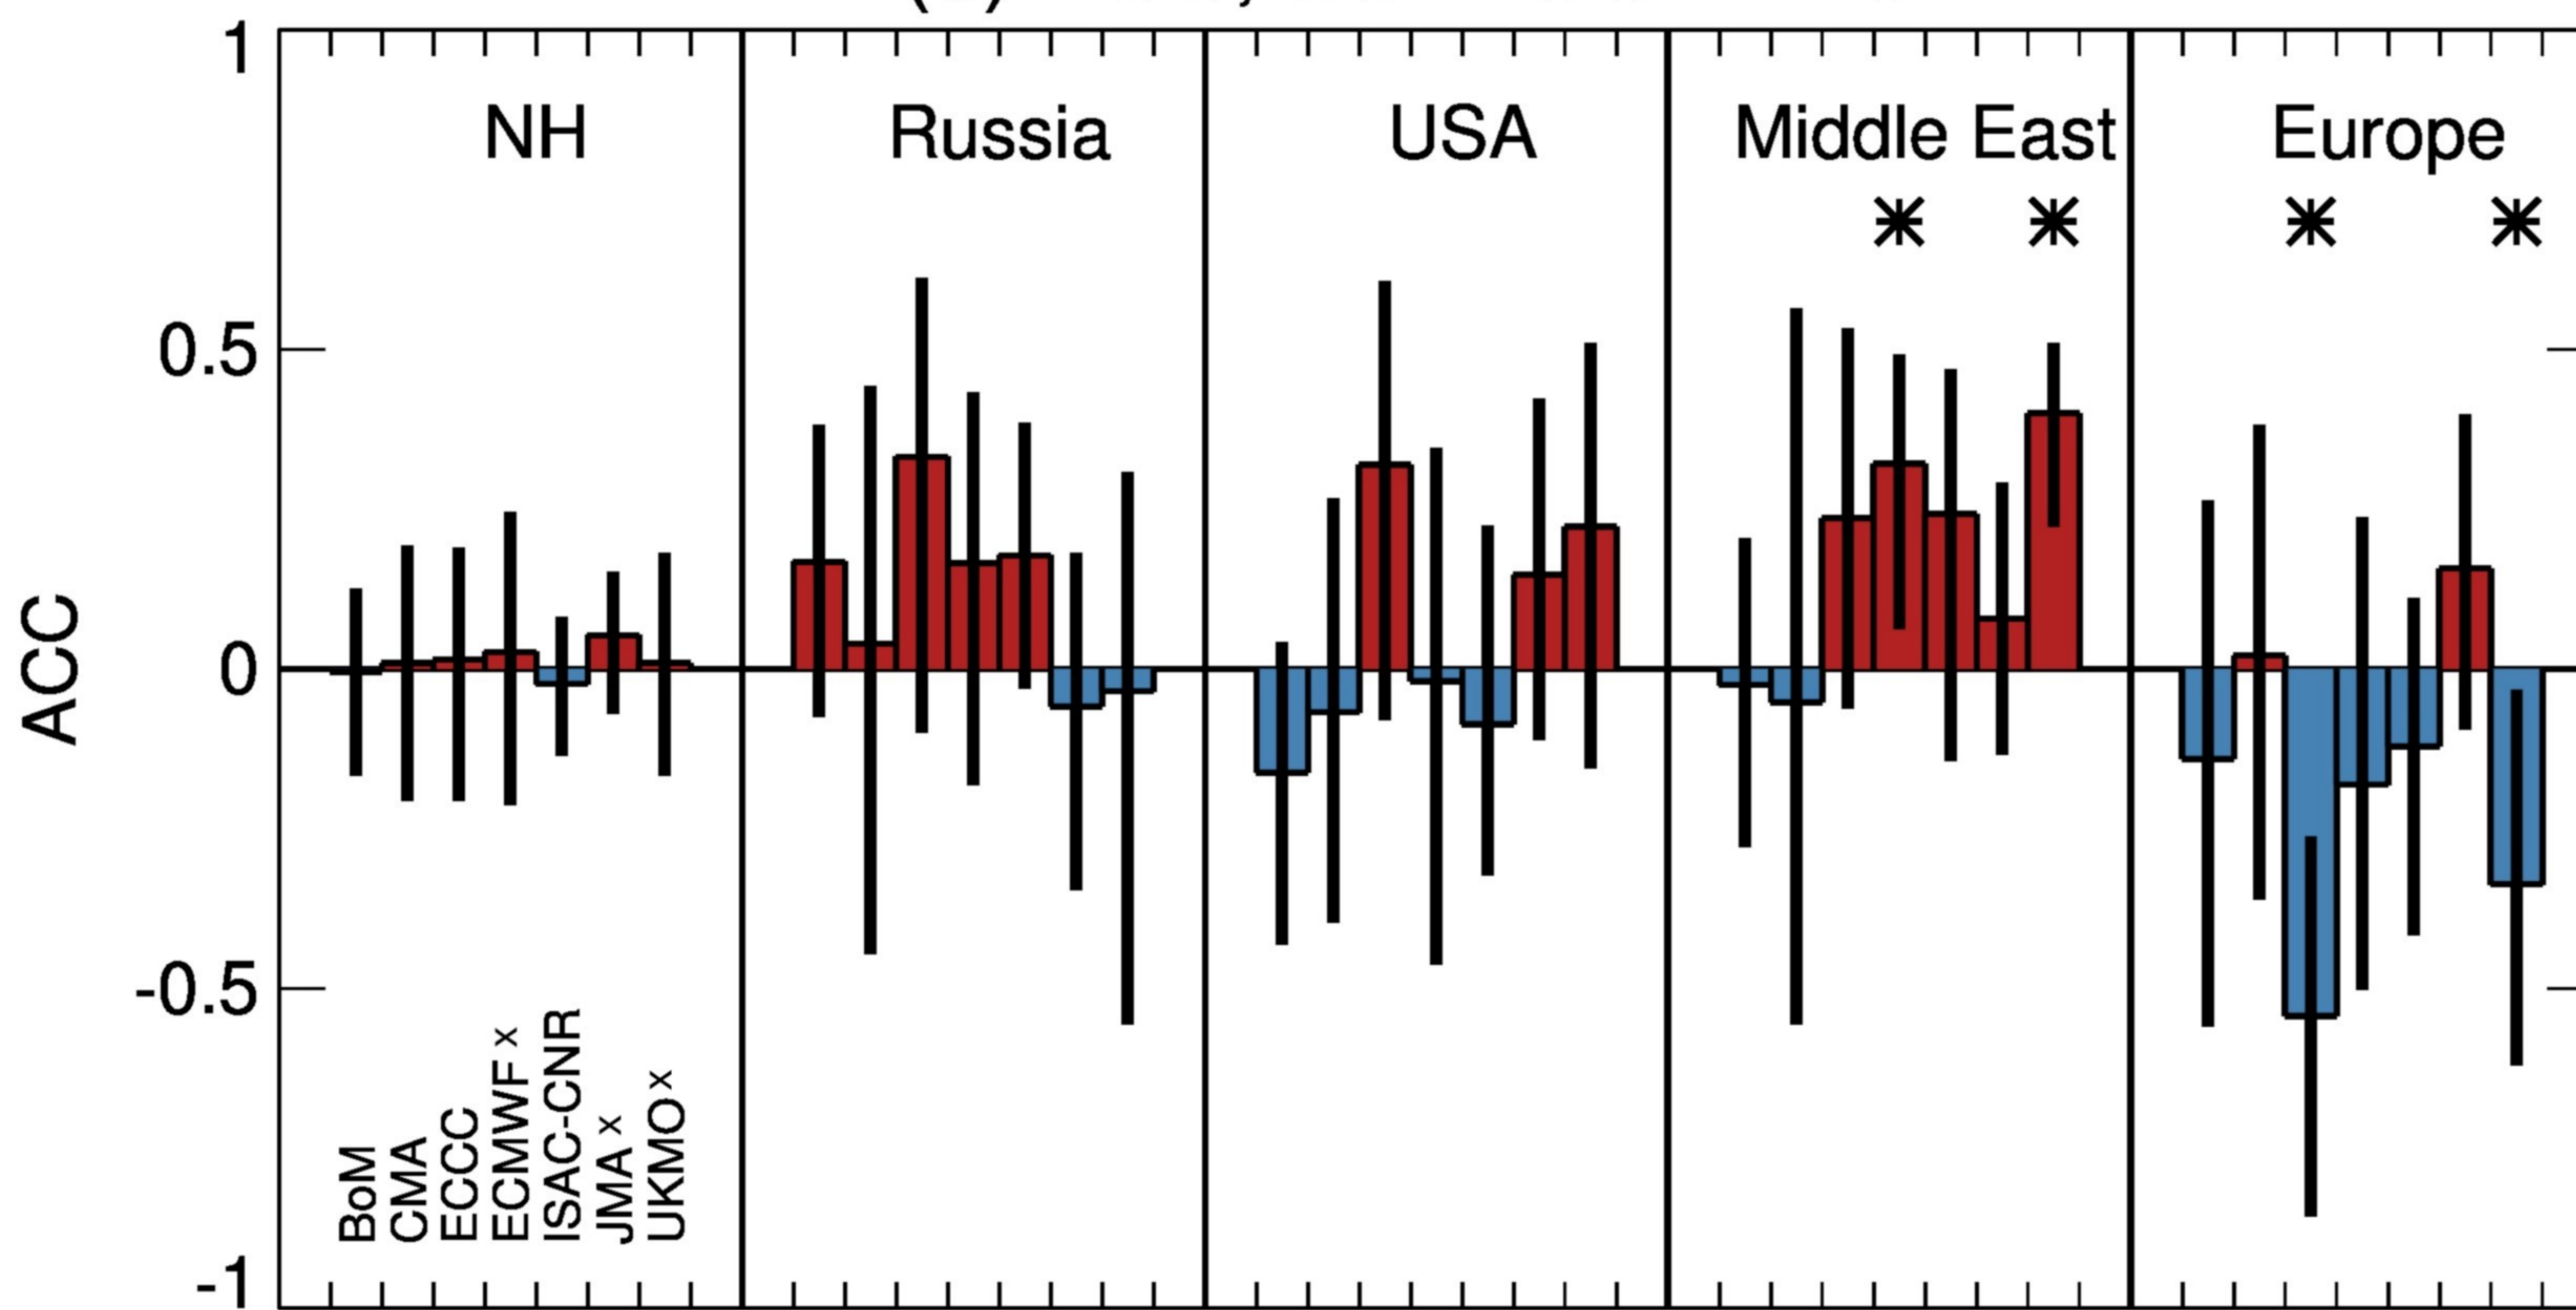 1
NH Russia USA Middle East Europe
0.5
0
-0.5
-1
ACC
BoM
CMA
ECCC
ECMWF x
ISAC-CNR
JMA x
UKMO x